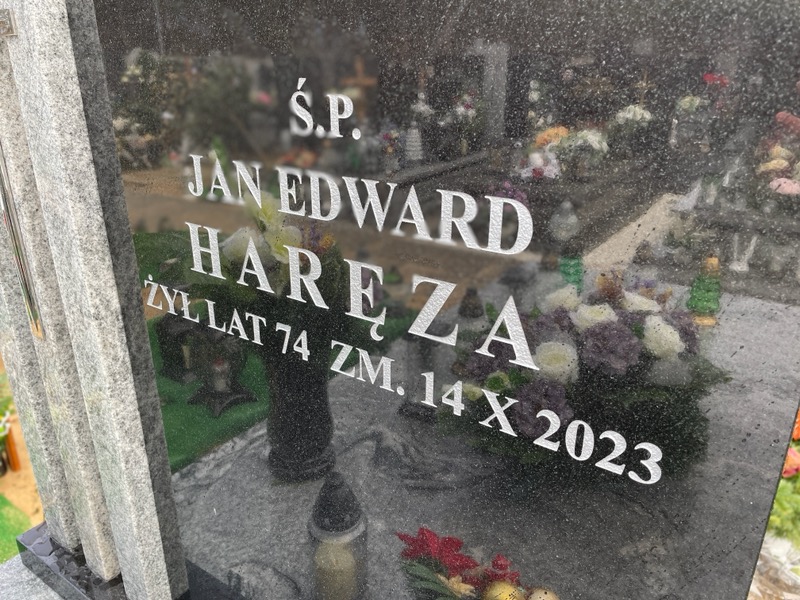 Ś.P.
JAN EDWARD
HARĘZA
ŻYŁ LAT 74 ZM. 14 X 2023